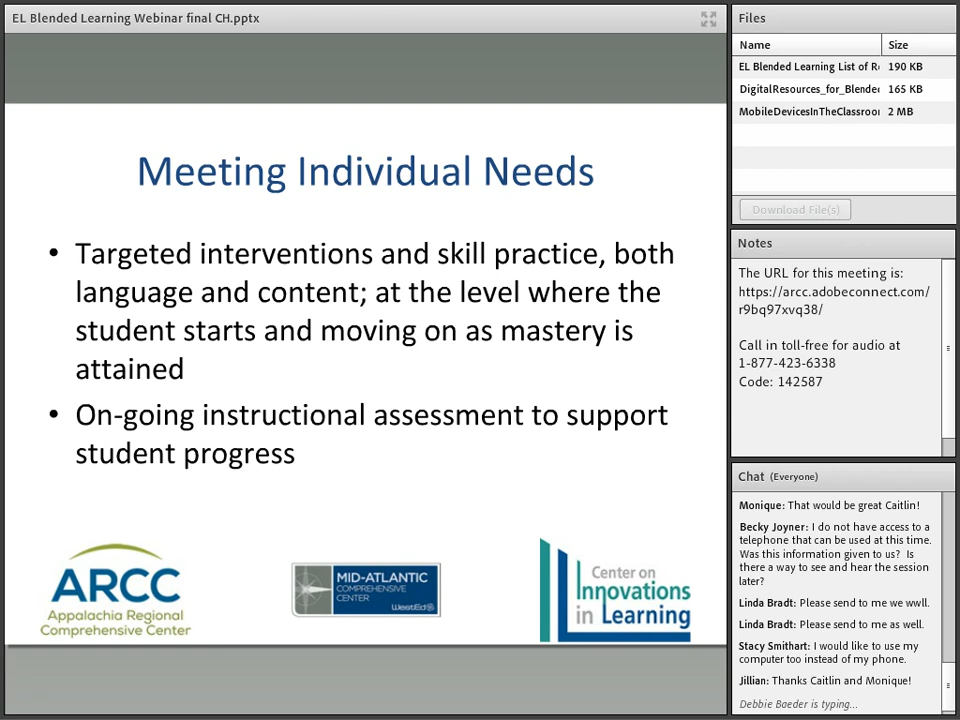 EL Blended Learning Webinar final CH.pptx
Meeting Individual Needs
• Targeted interventions and skill practice, both
language and content; at the level where the
student starts and moving on as mastery is
attained
• On-going instructional assessment to support
student progress
ARCC
Appalachia Regional
Comprehensive Center
MID-ATLANTIC
COMPREHENSIVE
CENTER
WestEd
Center on
Innovations
in Learning
Files
Name Size
EL Blended Learning List of R 190 KB
DigitalResources_for_Blended 165 KB
MobileDevicesInTheClassroom 2 MB
Download File(s)
Notes
The URL for this meeting is:
https://arcc.adobeconnect.com/
r9bq97xvq38/
Call in toll-free for audio at
1-877-423-6338
Code: 142587
Chat (Everyone)
Monique: That would be great Caitlin!
Becky Joyner: I do not have access to a
telephone that can be used at this time.
Was this information given to us? Is
there a way to see and hear the session
later?
Linda Bradt: Please send to me we wwll.
Linda Bradt: Please send to me as well.
Stacy Smithart: I would like to use my
computer too instead of my phone.
Jillian: Thanks Caitlin and Monique!
Debbie Baeder is typing...